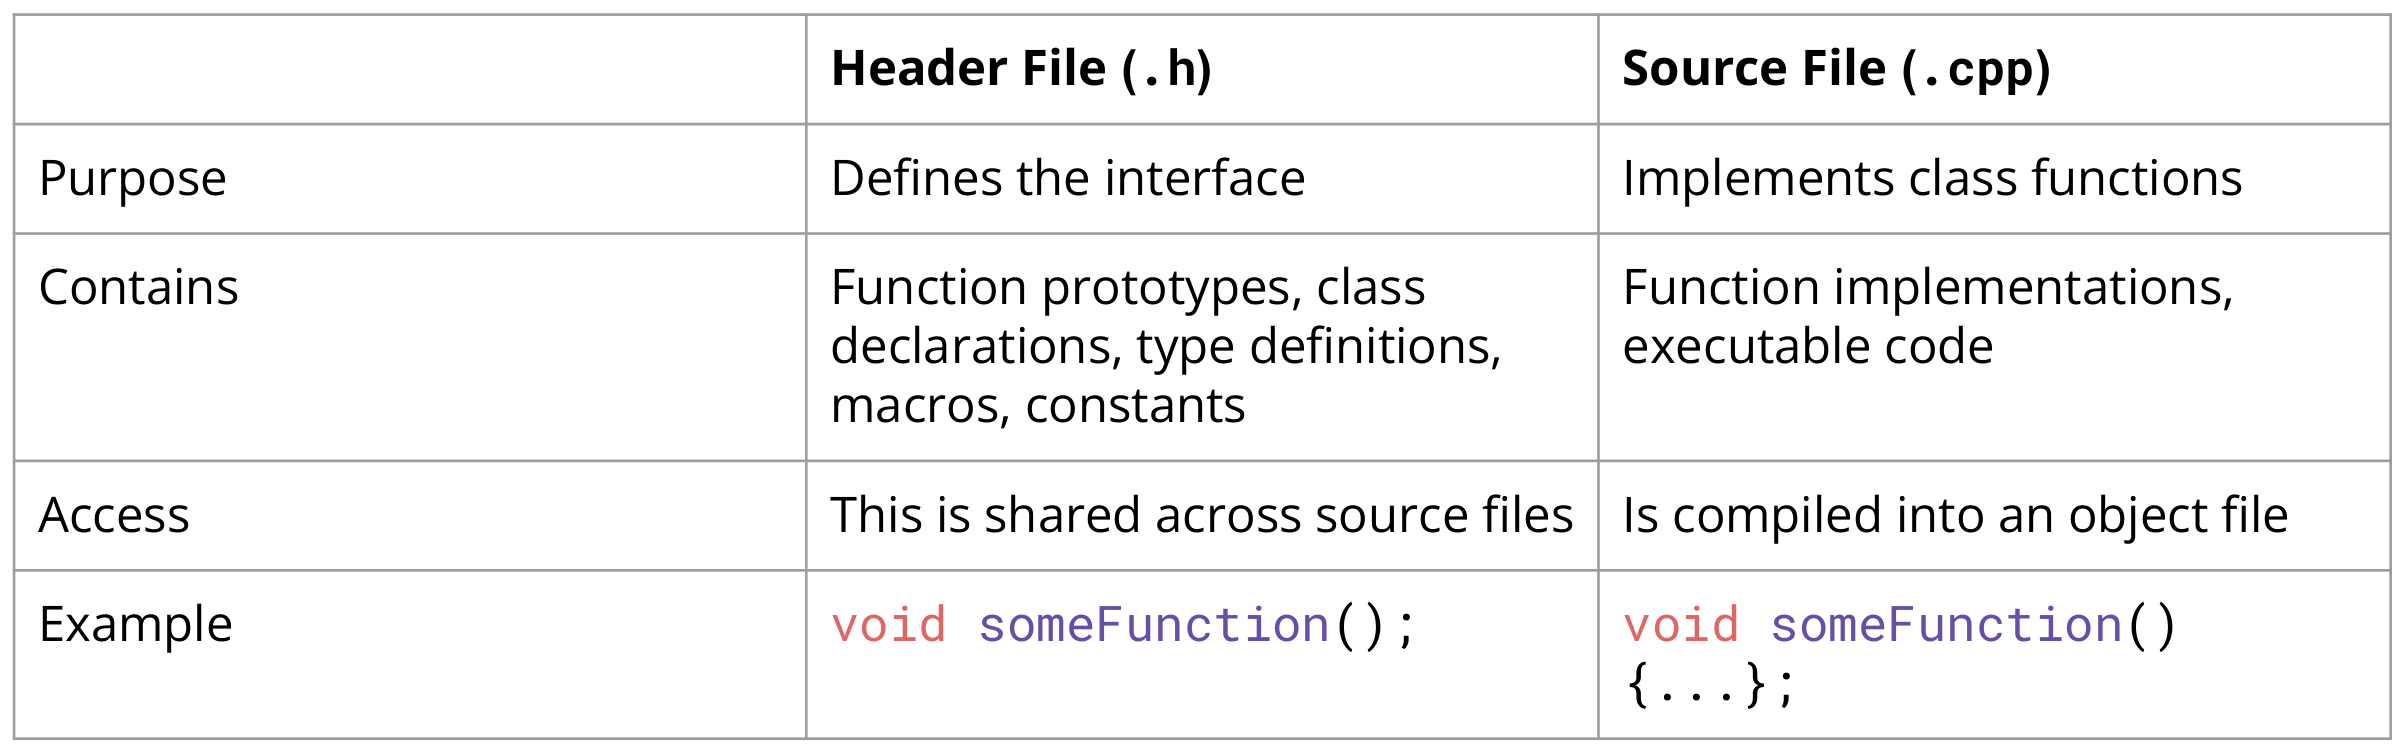 Header File (.h)
Source File (.cpp)
Purpose
Defines the interface
Implements class functions
Contains
Function prototypes, class
declarations, type definitions,
macros, constants
Function implementations,
executable code
Access
This is shared across source files
Is compiled into an object file
Example
void someFunction();
void someFunction()
{...};